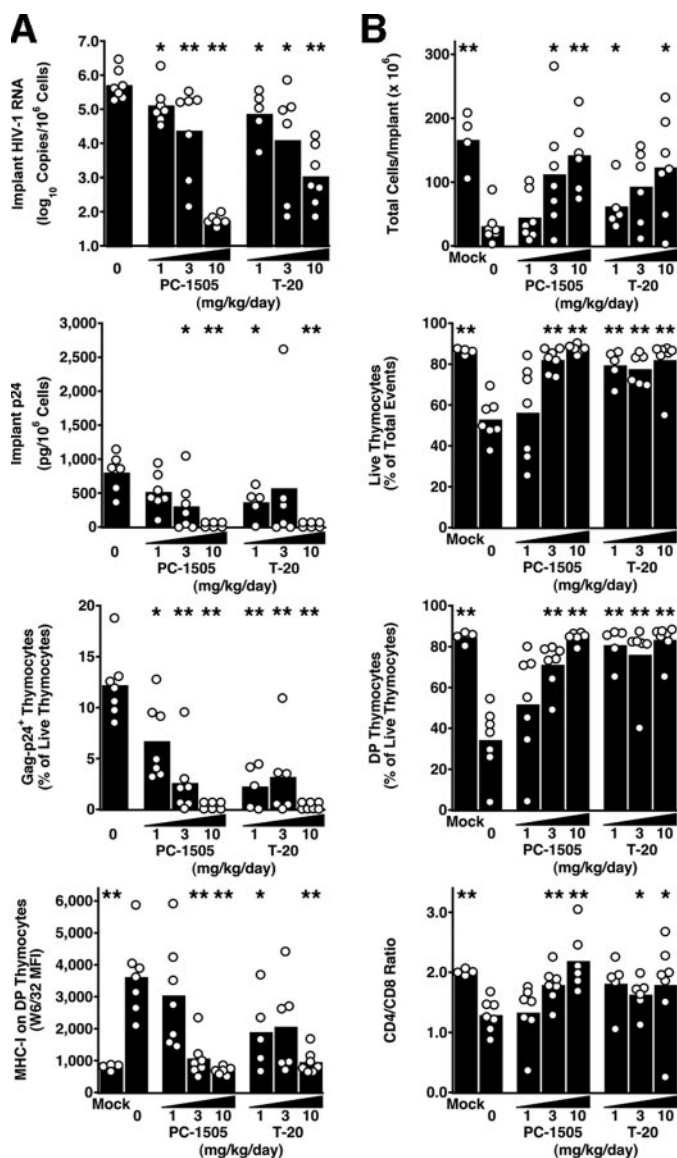 A
Implant HIV-1 RNA
(log10 Copies/10^6 Cells)
7.0
6.0
5.0
4.0
3.0
2.0
1.0
* ** ** * * **
0 1 3 10 1 3 10
PC-1505 T-20
(mg/kg/day)
Implant p24
(pg/10^6 Cells)
3,000
2,500
2,000
1,500
1,000
500
0
* ** * **
0 1 3 10 1 3 10
PC-1505 T-20
(mg/kg/day)
Gag-p24+ Thymocytes
(% of Live Thymocytes)
20
15
10
5
0
* ** ** ** ** **
0 1 3 10 1 3 10
PC-1505 T-20
(mg/kg/day)
MHC-I on DP Thymocytes
(W6/32 MFI)
6,000
5,000
4,000
3,000
2,000
1,000
0
** ** ** * **
Mock 0 1 3 10 1 3 10
PC-1505 T-20
(mg/kg/day)
B
Total Cells/Implant (x 10^6)
300
200
100
0
** * ** * *
Mock 0 1 3 10 1 3 10
PC-1505 T-20
(mg/kg/day)
Live Thymocytes
(% of Total Events)
100
80
60
40
20
0
** ** ** ** ** **
Mock 0 1 3 10 1 3 10
PC-1505 T-20
(mg/kg/day)
DP Thymocytes
(% of Live Thymocytes)
100
80
60
40
20
0
** ** ** ** ** **
Mock 0 1 3 10 1 3 10
PC-1505 T-20
(mg/kg/day)
CD4/CD8 Ratio
3.0
2.0
1.0
0.0
** ** ** * *
Mock 0 1 3 10 1 3 10
PC-1505 T-20
(mg/kg/day)